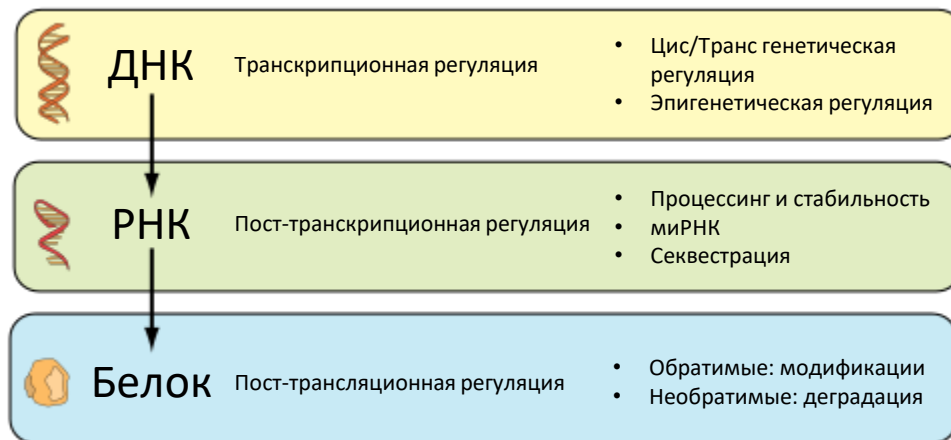 ДНК
Транскрипционная регуляция
• Цис/Транс генетическая
регуляция
• Эпигенетическая регуляция
РНК
Пост-транскрипционная регуляция
• Процессинг и стабильность
• миРНК
• Секвестрация
Белок
Пост-трансляционная регуляция
• Обратимые: модификации
• Необратимые: деградация